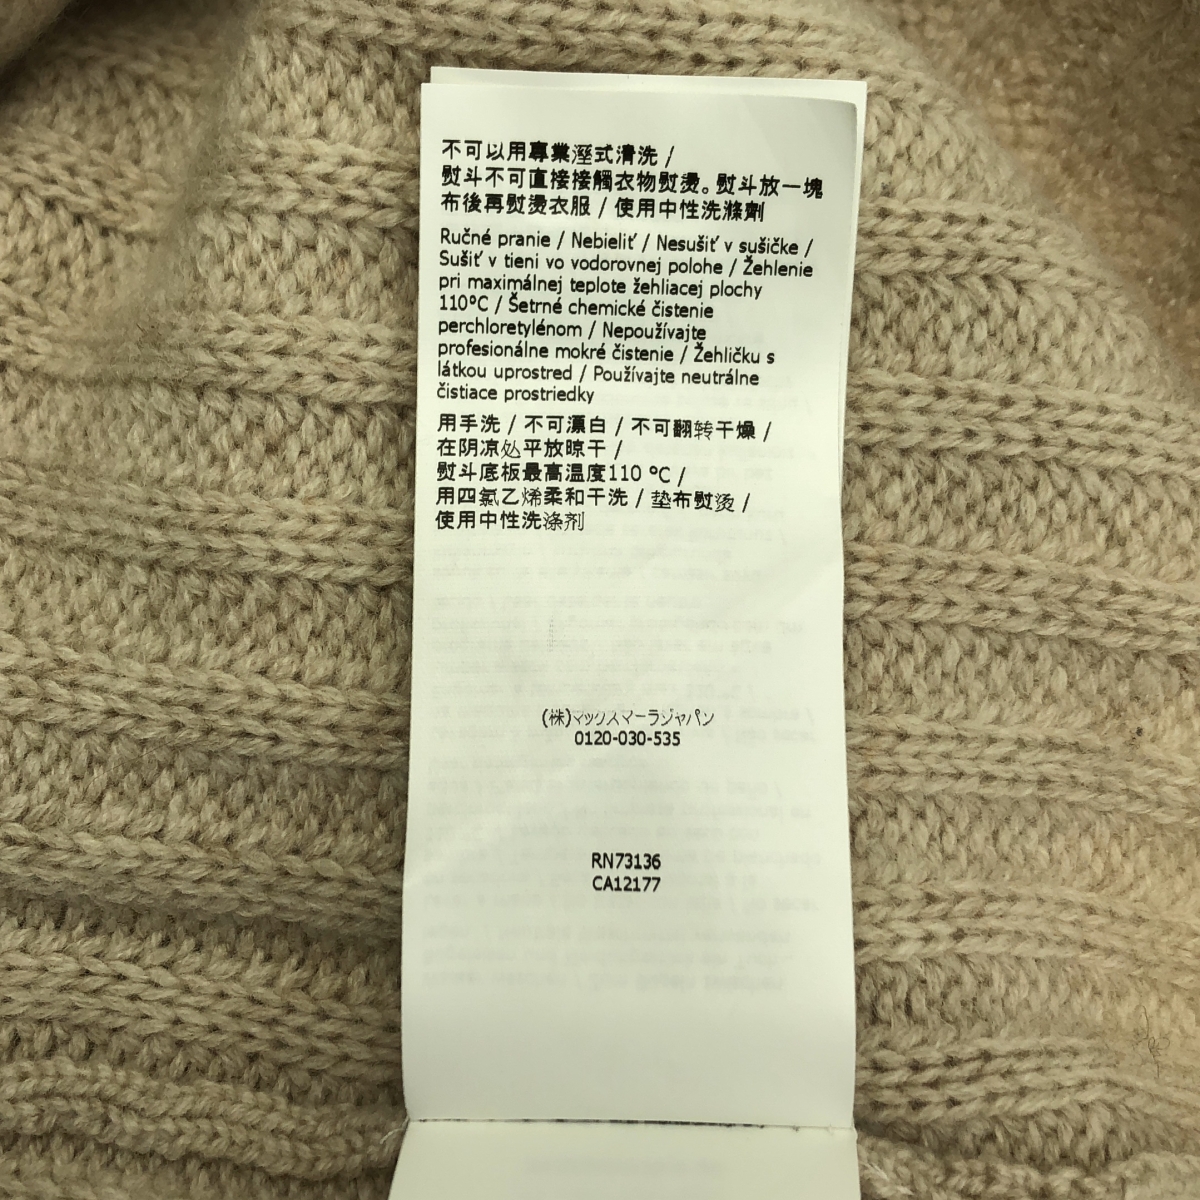 不可以用專業溼式清洗 /
熨斗不可直接接觸衣物熨燙。熨斗放一塊
布後再熨燙衣服 / 使用中性洗滌劑
Ručné pranie / Nebieliť / Nesušiť v sušičke /
Sušiť v tieni vo vodorovnej polohe / Žehlenie
pri maximálnej teplote žehliacej plochy
110°C / Šetrné chemické čistenie
perchloretylénom / Nepoužívajte
profesionálne mokré čistenie / Žehličku s
látkou uprostred / Používajte neutrálne
čistiace prostriedky
用手洗 / 不可漂白 / 不可翻转干燥 /
在阴凉处平放晾干 /
熨斗底板最高温度110 °C /
用四氯乙烯柔和干洗 / 垫布熨烫 /
使用中性洗涤剂
(株)マックスマーラジャパン
0120-030-535
RN73136
CA12177